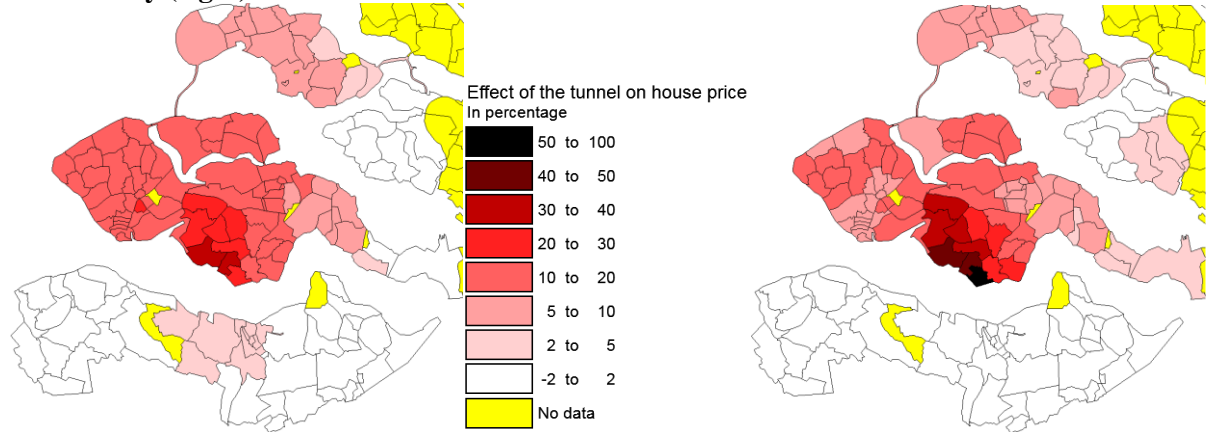 Effect of the tunnel on house price
In percentage
50 to 100
40 to 50
30 to 40
20 to 30
10 to 20
5 to 10
2 to 5
-2 to 2
No data